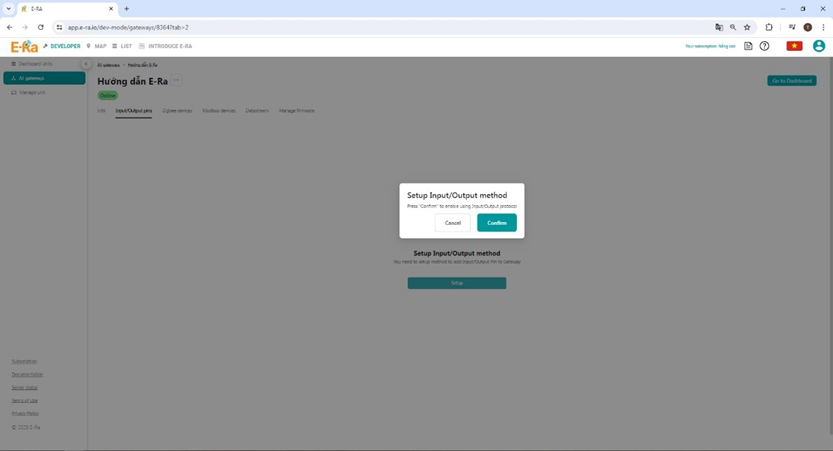 E-RA
app.e-ra.io/dev-mode/gateways/8364?tab=2
E-Ra DEVELOPER MAP LIST INTRODUCE E-RA
Your subscription: Nâng cao
Dashboard Units
All gateways
Manage unit
All gateways > Hướng dẫn E-Ra
Hướng dẫn E-Ra
Go to Dashboard
Online
Info Input/Output pins Zigbee devices Modbus devices Datastream Manage firmware
Setup Input/Output method
Press "Confirm" to enable using Input/Output protocol
Cancel Confirm
Setup Input/Output method
You need to setup method to add Input/Output Pin to Gateway
Setup
Subscription
Documentation
Server status
Terms of Use
Privacy Policy